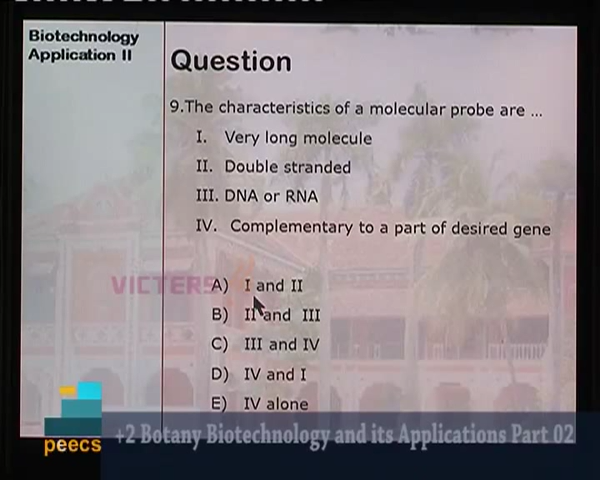 Biotechnology
Application II
Question
9.The characteristics of a molecular probe are ...
I. Very long molecule
II. Double stranded
III. DNA or RNA
IV. Complementary to a part of desired gene
VICTERS
A) I and II
B) II and III
C) III and IV
D) IV and I
E) IV alone
peecs
+2 Botany Biotechnology and its Applications Part 02